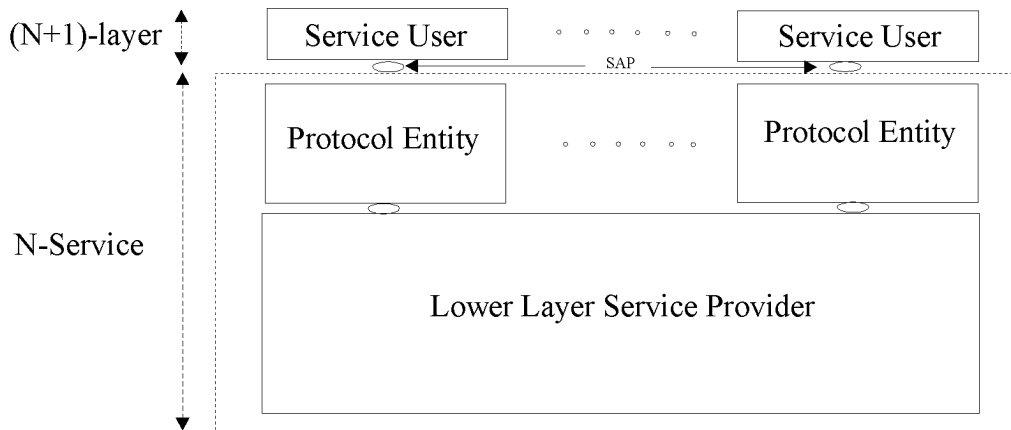 (N+1)-layer
Service User
Service User
SAP
Protocol Entity
Protocol Entity
N-Service
Lower Layer Service Provider